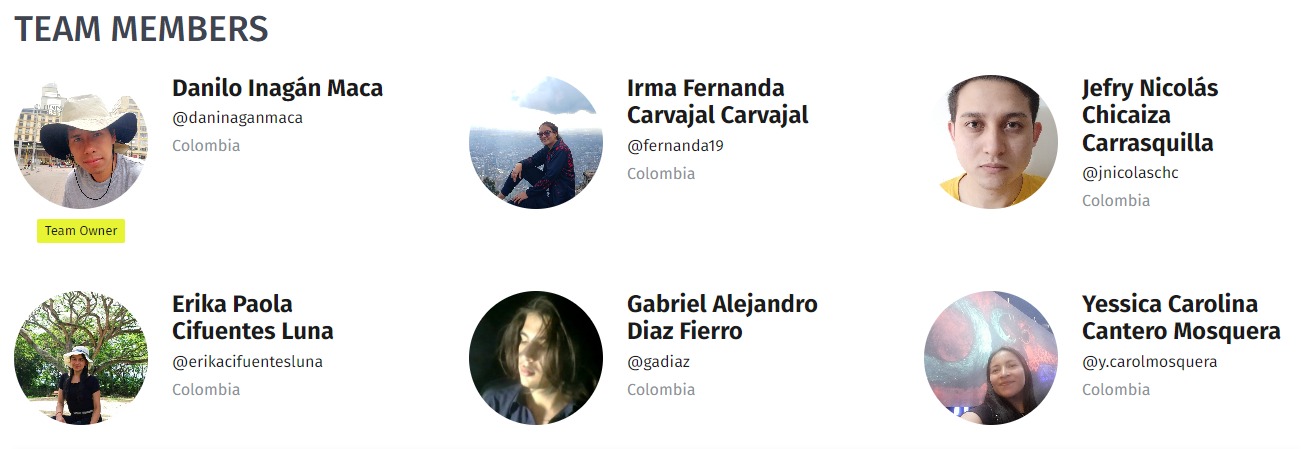 TEAM MEMBERS
Danilo Inagán Maca
@daninaganmaca
Colombia
Team Owner
Irma Fernanda
Carvajal Carvajal
@fernanda19
Colombia
Jefry Nicolás
Chicaiza
Carrasquilla
@jnicolaschc
Colombia
Erika Paola
Cifuentes Luna
@erikacifuentesluna
Colombia
Gabriel Alejandro
Diaz Fierro
@gadiaz
Colombia
Yessica Carolina
Cantero Mosquera
@y.carolmosquera
Colombia